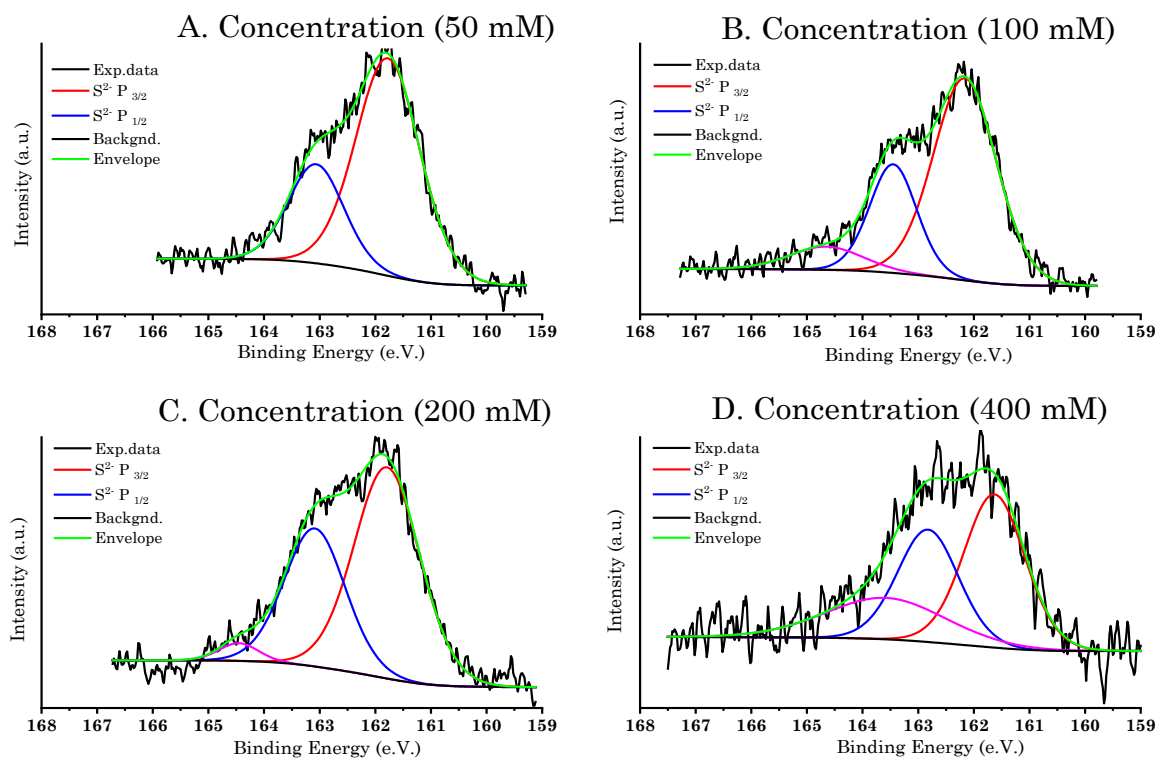 A. Concentration (50 mM)
Exp.data
S²⁻ P 3/2
S²⁻ P 1/2
Backgnd.
Envelope
Intensity (a.u.)
168 167 166 165 164 163 162 161 160 159
Binding Energy (e.V.)
B. Concentration (100 mM)
Exp.data
S²⁻ P 3/2
S²⁻ P 1/2
Backgnd.
Envelope
Intensity (a.u.)
168 167 166 165 164 163 162 161 160 159
Binding Energy (e.V.)
C. Concentration (200 mM)
Exp.data
S²⁻ P 3/2
S²⁻ P 1/2
Backgnd.
Envelope
Intensity (a.u.)
168 167 166 165 164 163 162 161 160 159
Binding Energy (e.V.)
D. Concentration (400 mM)
Exp.data
S²⁻ P 3/2
S²⁻ P 1/2
Backgnd.
Envelope
Intensity (a.u.)
168 167 166 165 164 163 162 161 160 159
Binding Energy (e.V.)